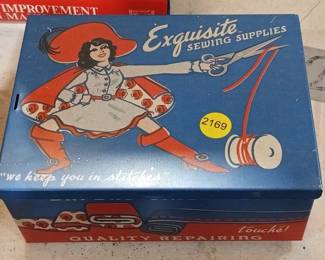 IMPROVEMENT
Exquisite
SEWING SUPPLIES
2169
"we keep you in stitches"
Touché!
QUALITY REPAIRING